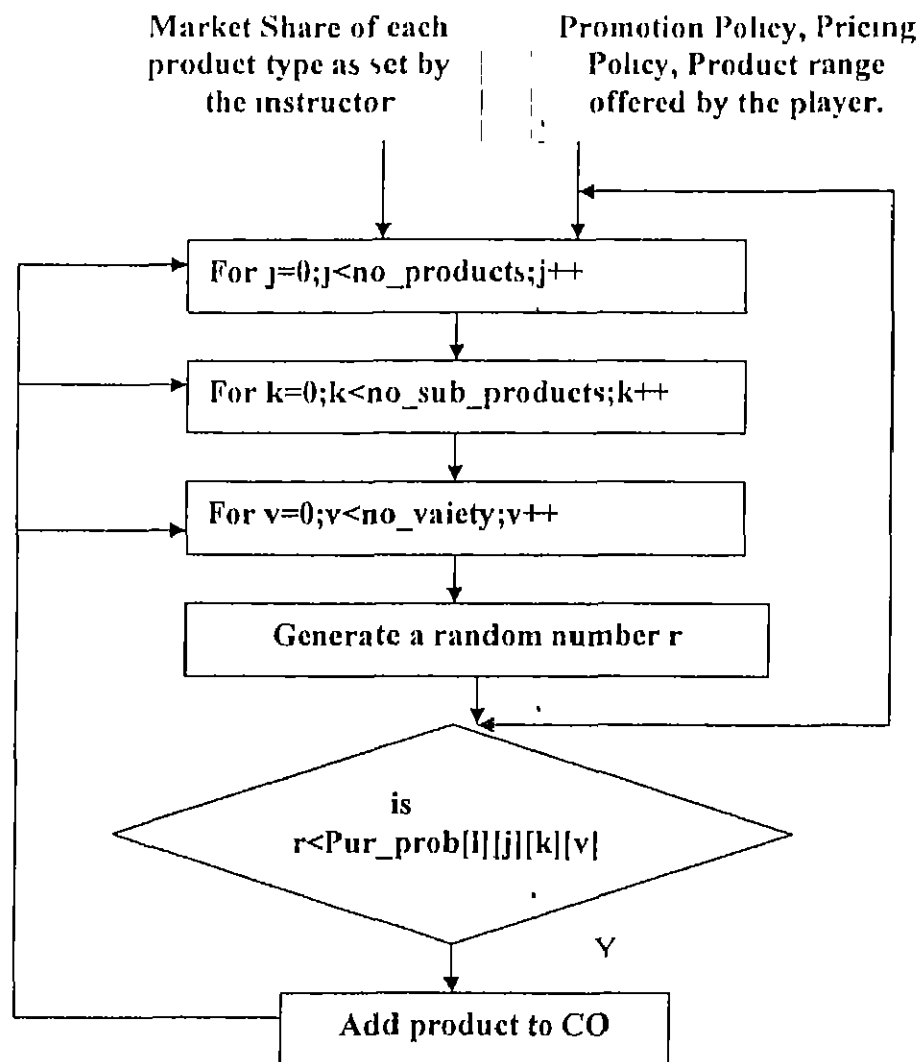 Market Share of each
product type as set by
the instructor
Promotion Policy, Pricing
Policy, Product range
offered by the player.
For j=0;j<no_products;j++
For k=0;k<no_sub_products;k++
For v=0;v<no_vaiety;v++
Generate a random number r
is
r<Pur_prob[i][j][k][v]
Y
Add product to CO